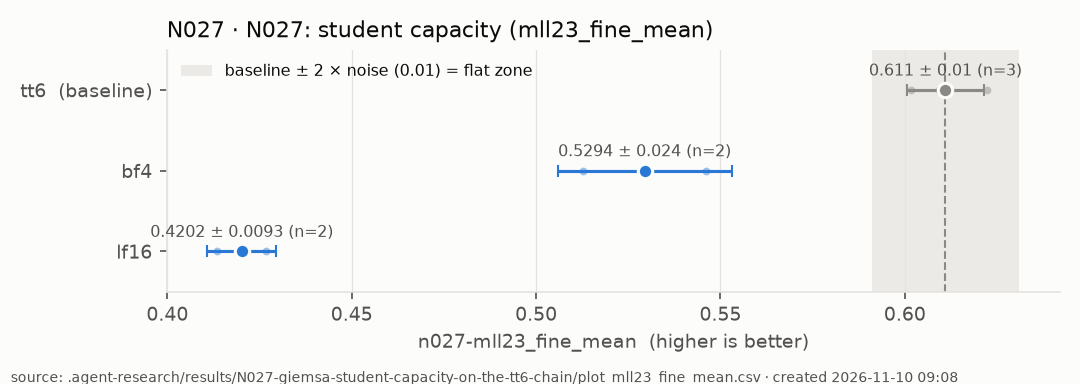 N027 · N027: student capacity (mll23_fine_mean)
baseline ± 2 × noise (0.01) = flat zone
0.611 ± 0.01 (n=3)
tt6 (baseline)
0.5294 ± 0.024 (n=2)
bf4
0.4202 ± 0.0093 (n=2)
lf16
0.40 0.45 0.50 0.55 0.60
n027-mll23_fine_mean (higher is better)
source: .agent-research/results/N027-giemsa-student-capacity-on-the-tt6-chain/plot_mll23_fine_mean.csv · created 2026-11-10 09:08